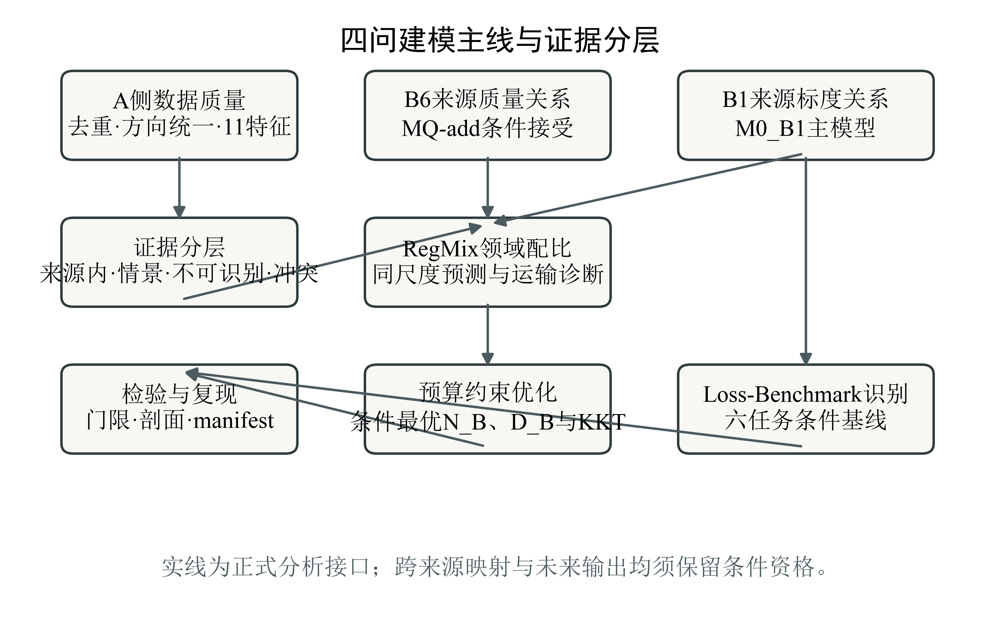 四问建模主线与证据分层
A侧数据质量
去重·方向统一·11特征
B6来源质量关系
MQ-add条件接受
B1来源标度关系
M0_B1主模型
证据分层
来源内·情景·不可识别·冲突
RegMix领域配比
同尺度预测与运输诊断
检验与复现
门限·剖面·manifest
预算约束优化
条件最优N_B、D_B与KKT
Loss-Benchmark识别
六任务条件基线
实线为正式分析接口；跨来源映射与未来输出均须保留条件资格。